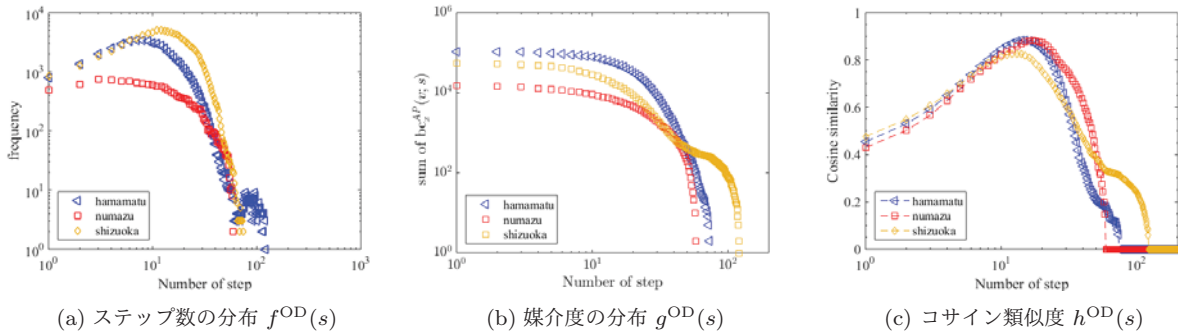 10^4
10^3
10^2
10^1
10^0
frequency
hamamatu
numazu
shizuoka
10^0
10^1
10^2
10^3
Number of step
(a) ステップ数の分布 f^OD(s)
10^6
10^4
10^2
10^0
sum of bc_s^AP(v; s)
hamamatu
numazu
shizuoka
10^0
10^1
10^2
Number of step
(b) 媒介度の分布 g^OD(s)
1
0.8
0.6
0.4
0.2
0
Cosine similarity
hamamatu
numazu
shizuoka
10^0
10^1
10^2
Number of step
(c) コサイン類似度 h^OD(s)